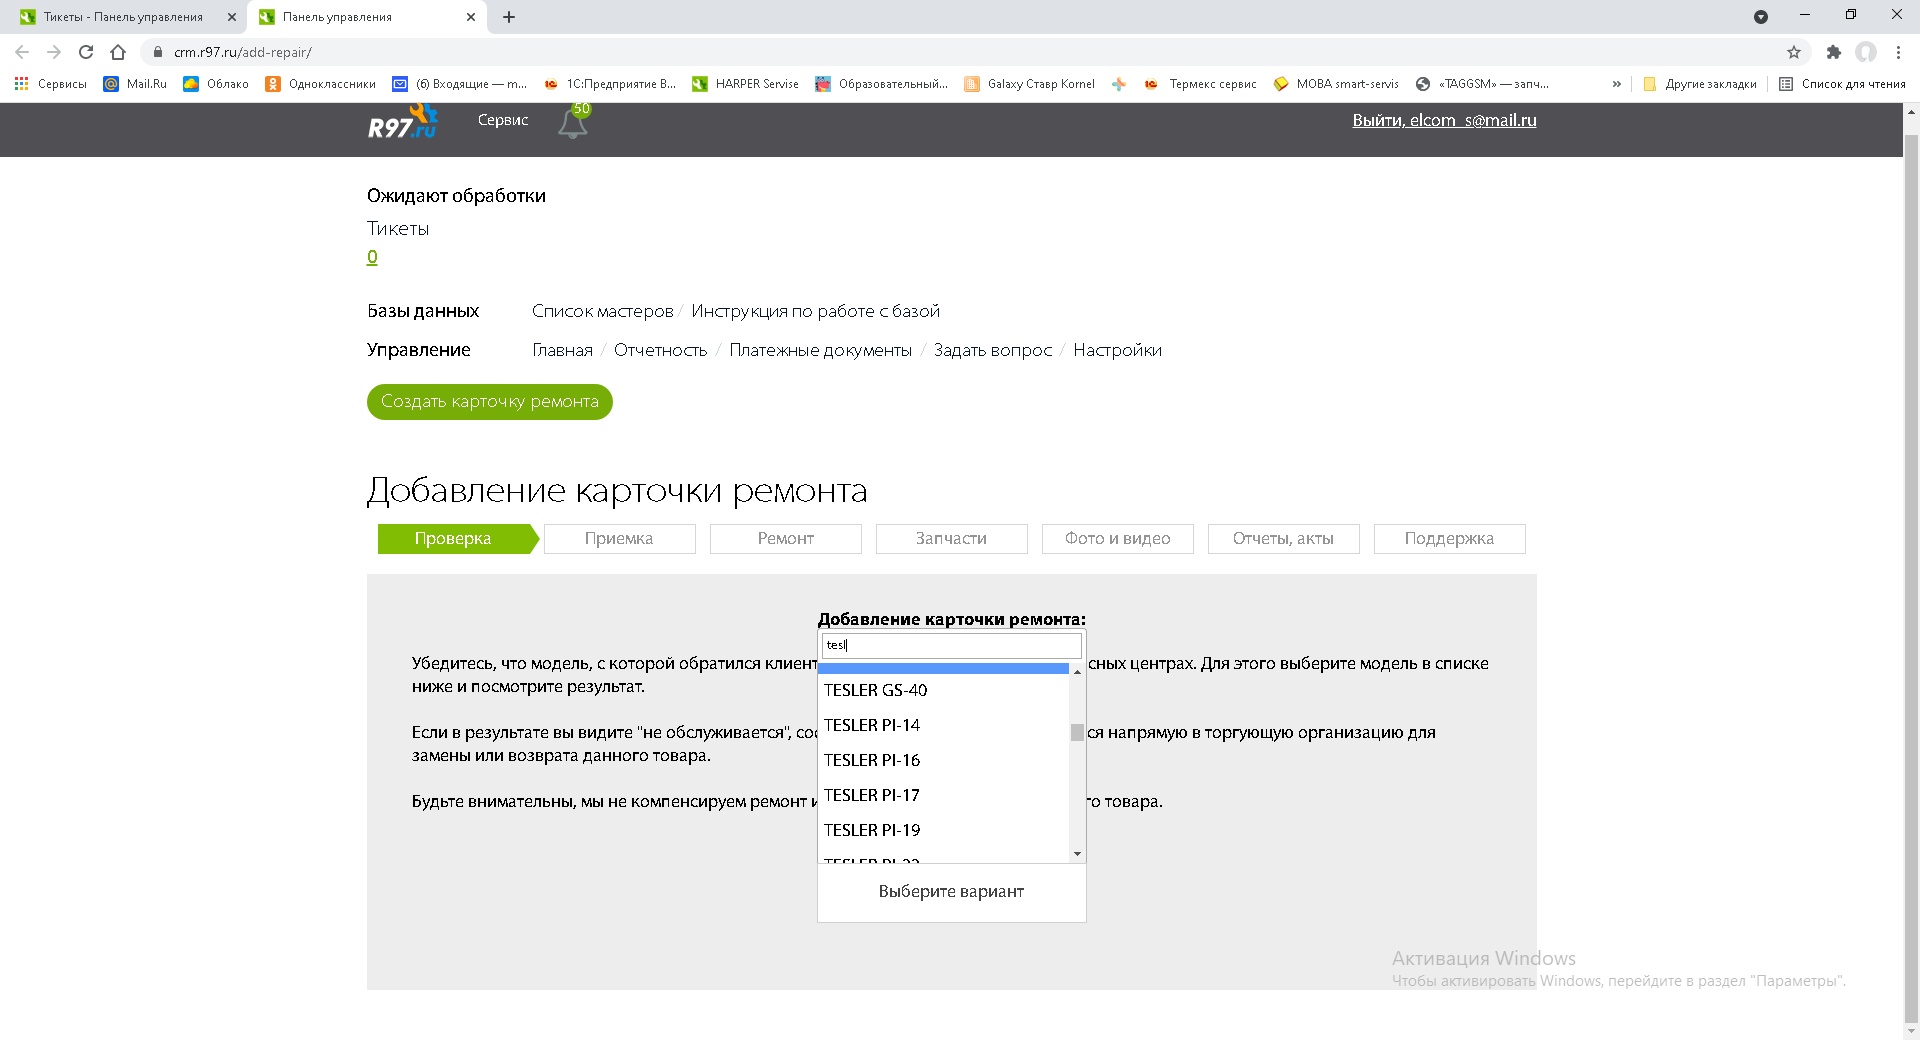 Тикеты - Панель управления
Панель управления
crm.r97.ru/add-repair/
Сервисы
Mail.Ru
Облако
Одноклассники
(6) Входящие — m...
1С:Предприятие В...
HARPER Servise
Образовательный...
Galaxy Ставр Kornel
Термекс сервис
MOBA smart-servis
«TAGGSM» — запч...
»
Другие закладки
Список для чтения
R97.ru
Сервис
50
Выйти, elcom_s@mail.ru
Ожидают обработки
Тикеты
0
Базы данных
Список мастеров / Инструкция по работе с базой
Управление
Главная / Отчетность / Платежные документы / Задать вопрос / Настройки
Создать карточку ремонта
Добавление карточки ремонта
Проверка
Приемка
Ремонт
Запчасти
Фото и видео
Отчеты, акты
Поддержка
Добавление карточки ремонта:
tesl
Убедитесь, что модель, с которой обратился клиент сных центрах. Для этого выберите модель в списке
ниже и посмотрите результат.
TESLER GS-40
TESLER PI-14
Если в результате вы видите "не обслуживается", соо ся напрямую в торгующую организацию для
замены или возврата данного товара.
TESLER PI-16
TESLER PI-17
Будьте внимательны, мы не компенсируем ремонт и го товара.
TESLER PI-19
TESLER PI-22
Выберите вариант
Активация Windows
Чтобы активировать Windows, перейдите в раздел "Параметры".